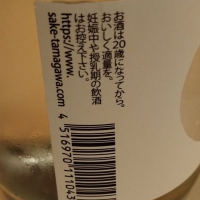 お酒は20歳になってから。
おいしく適量を。
妊娠中や授乳期の飲酒
はお控え下さい。
https://www.
sake-tamagawa.com
4 516970 111043